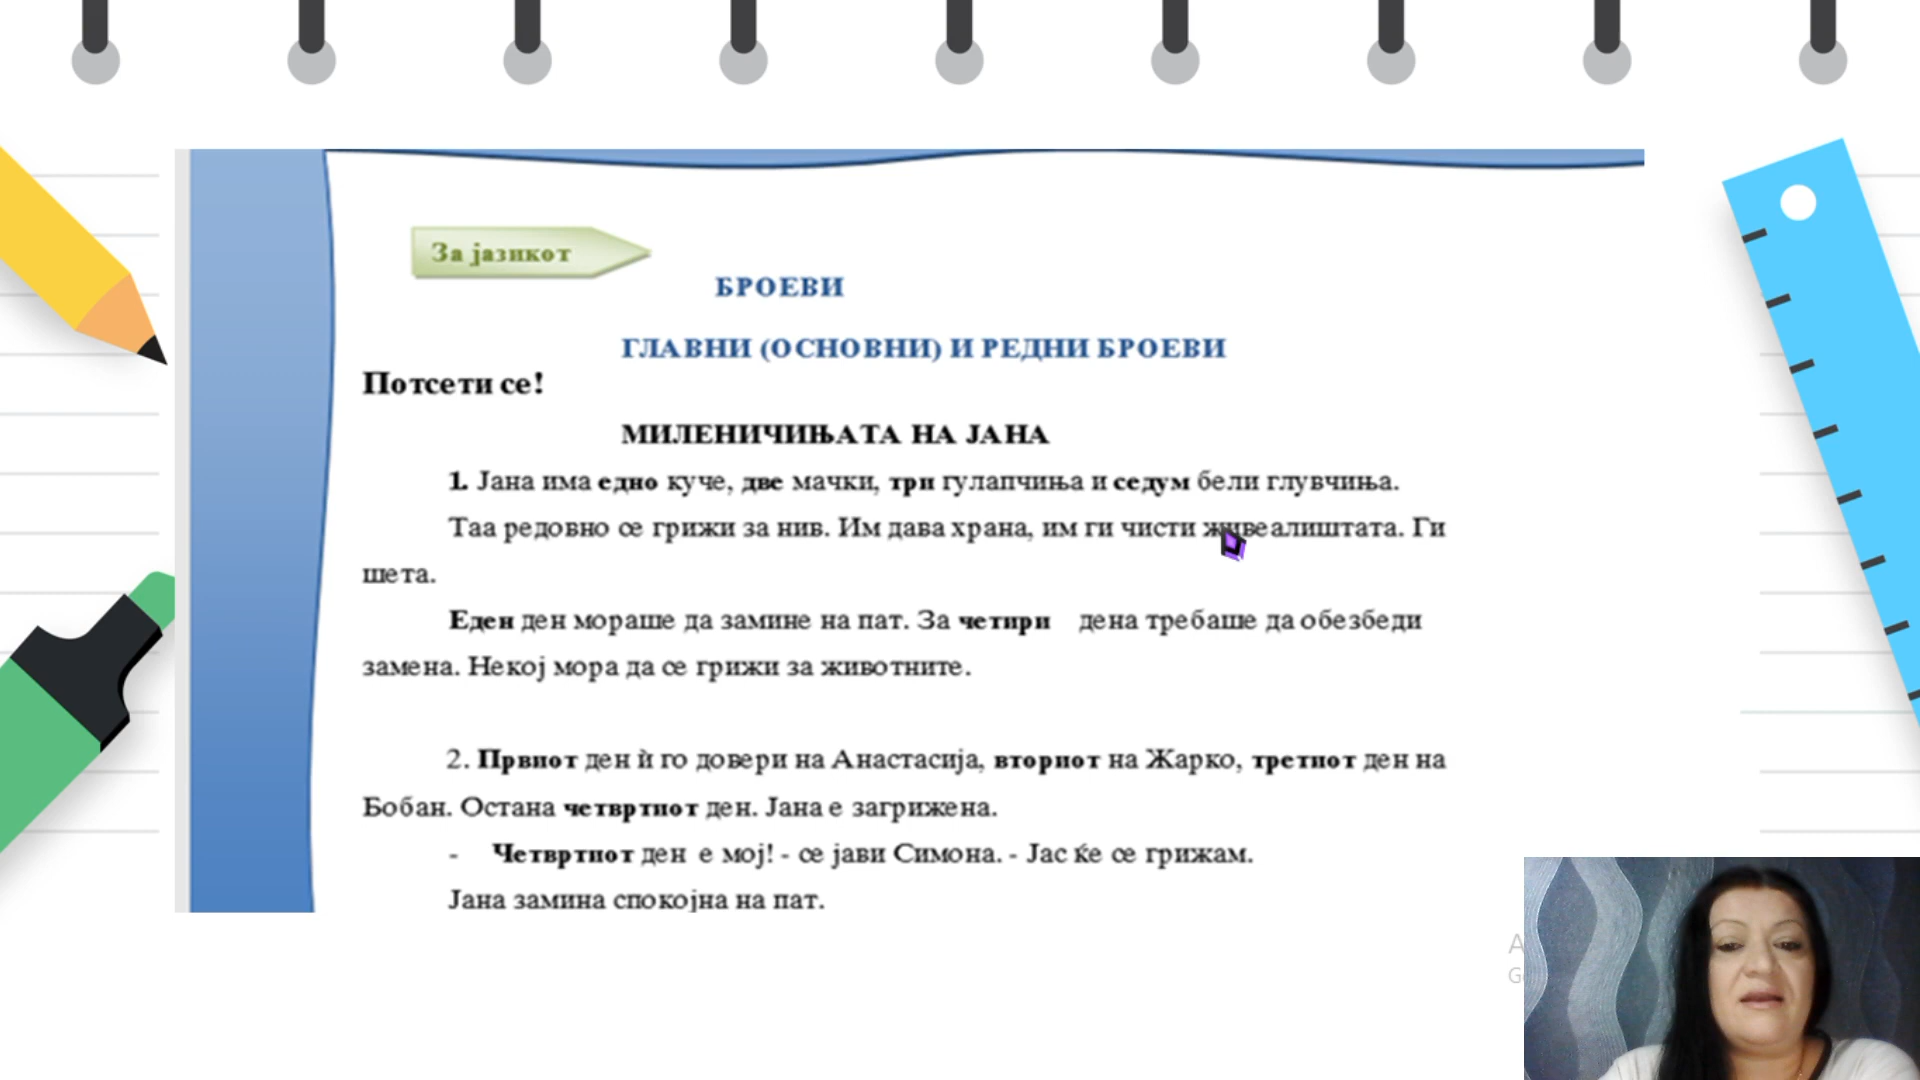 За јазикот
БРОЕВИ
ГЛАВНИ (ОСНОВНИ) И РЕДНИ БРОЕВИ
Потсети се!
МИЛЕНИЧИЊАТА НА ЈАНА
1. Јана има едно куче, две мачки, три гулапчиња и седум бели глувчиња.
Таа редовно се грижи за нив. Им дава храна, им ги чисти живеалиштата. Ги
шета.
Еден ден мораше да замине на пат. За четири дена требаше да обезбеди
замена. Некој мора да се грижи за животните.
2. Првиот ден ѝ го довери на Анастасија, вториот на Жарко, третиот ден на
Бобан. Остана четвртиот ден. Јана е загрижена.
- Четвртиот ден е мој! - се јави Симона. - Јас ќе се грижам.
Јана замина спокојна на пат.